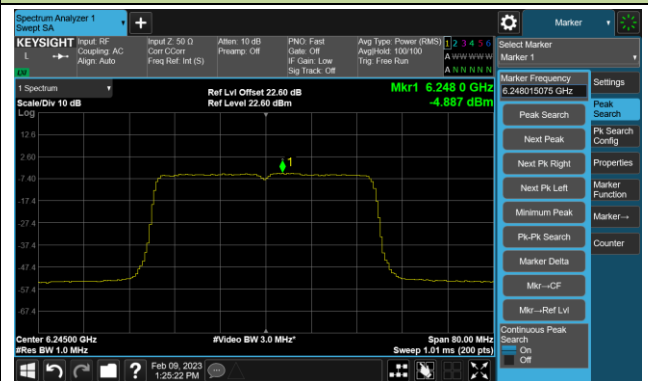 Spectrum Analyzer 1
Swept SA
Marker
KEYSIGHT
L
Input: RF
Coupling: AC
Align: Auto
Input Z: 50 Ω
Corr CCorr
Freq Ref: Int (S)
Atten: 10 dB
Preamp: Off
PNO: Fast
Gate: Off
IF Gain: Low
Sig Track: Off
Avg Type: Power (RMS)
Avg|Hold: 100/100
Trig: Free Run
1 2 3 4 5 6
A W W W W W
A N N N N N
Select Marker
Marker 1
1 Spectrum
Scale/Div 10 dB
Log
Ref Lvl Offset 22.60 dB
Ref Level 22.60 dBm
Mkr1 6.248 0 GHz
-4.887 dBm
12.6
2.60
-7.40
-17.4
-27.4
-37.4
-47.4
-57.4
-67.4
1
Center 6.24500 GHz
#Res BW 1.0 MHz
#Video BW 3.0 MHz*
Span 80.00 MHz
Sweep 1.01 ms (200 pts)
Marker Frequency
6.248015075 GHz
Peak Search
Next Peak
Next Pk Right
Next Pk Left
Minimum Peak
Pk-Pk Search
Marker Delta
Mkr→CF
Mkr→Ref Lvl
Continuous Peak
Search
On
Off
Settings
Peak
Search
Pk Search
Config
Properties
Marker
Function
Marker→
Counter
Feb 09, 2023
1:25:22 PM